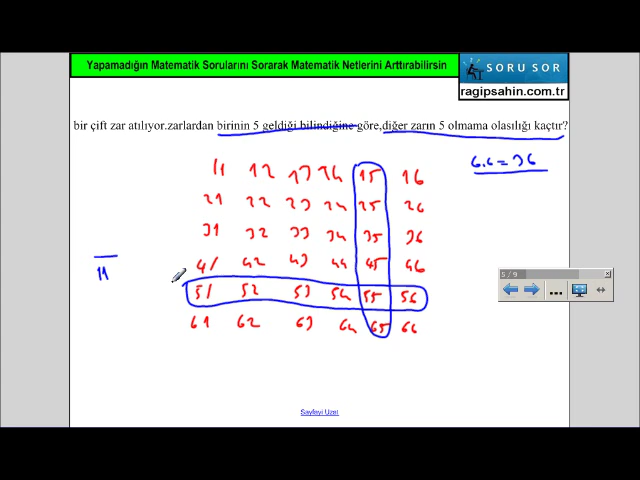 Yapamadığın Matematik Sorularını Sorarak Matematik Netlerini Arttırabilirsin
SORU SOR
ragipsahin.com.tr
bir çift zar atılıyor.zarlardan birinin 5 geldiği bilindiğine göre,diğer zarın 5 olmama olasılığı kaçtır?
6.6=36
11 12 13 14 15 16
21 22 23 24 25 26
31 32 33 34 35 36
41 42 43 44 45 46
51 52 53 54 55 56
61 62 63 64 65 66
11
5 / 9
...
Sayfayı Uzat